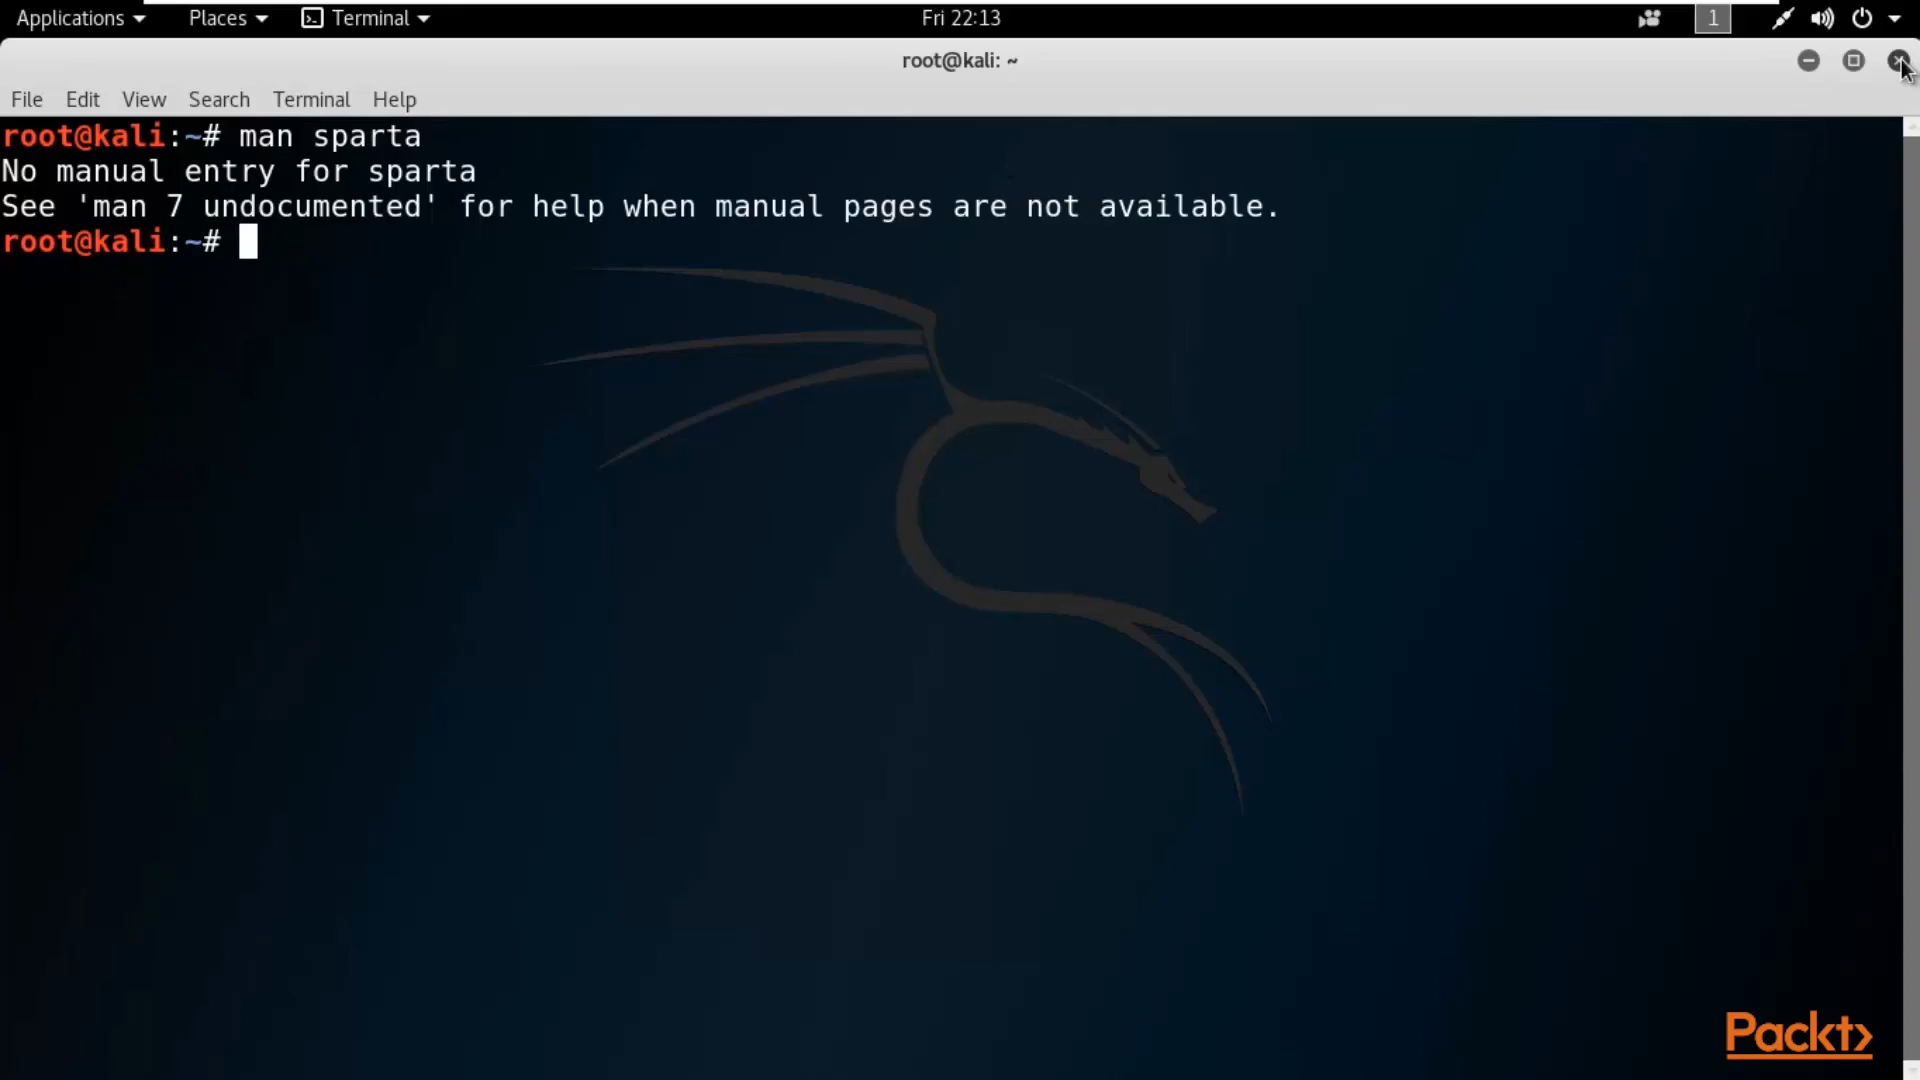 Applications Places Terminal Fri 22:13 1
root@kali: ~
File Edit View Search Terminal Help
root@kali:~# man sparta
No manual entry for sparta
See 'man 7 undocumented' for help when manual pages are not available.
root@kali:~#
Packt>